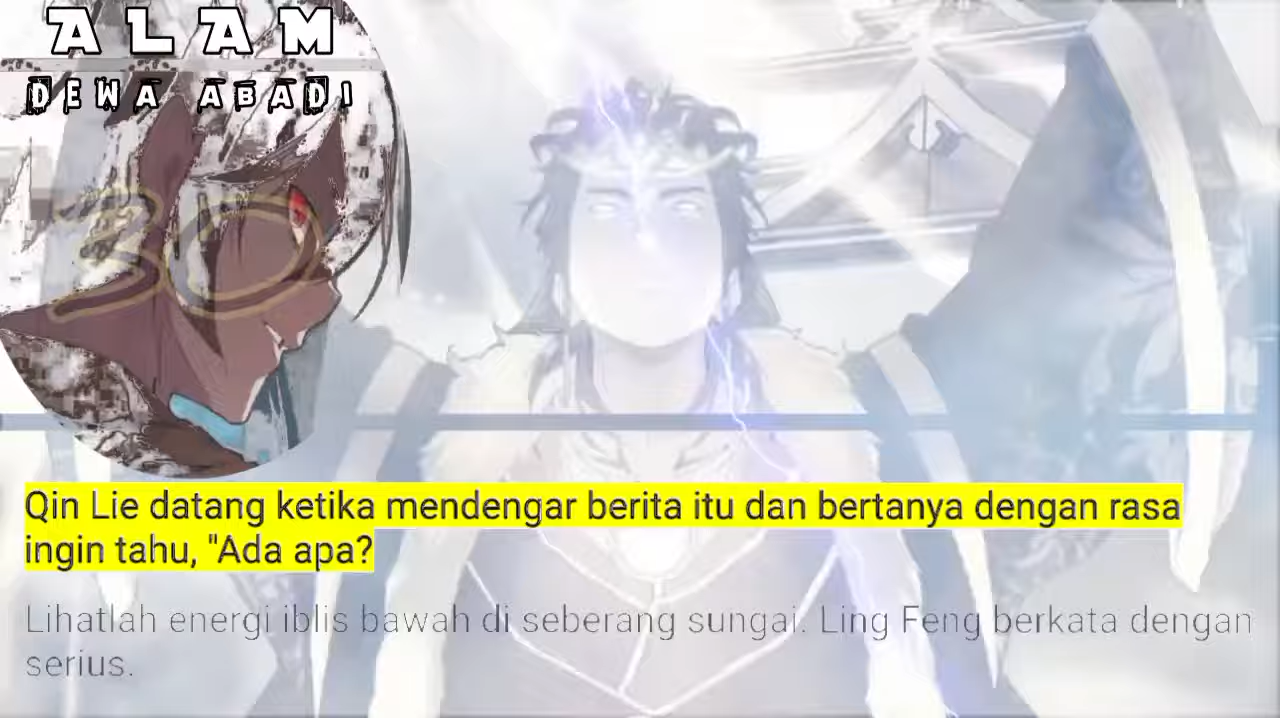 ALAM
DEWA ABADI
3D
Qin Lie datang ketika mendengar berita itu dan bertanya dengan rasa
ingin tahu, "Ada apa?
Lihatlah energi iblis bawah di seberang sungai. Ling Feng berkata dengan
serius.